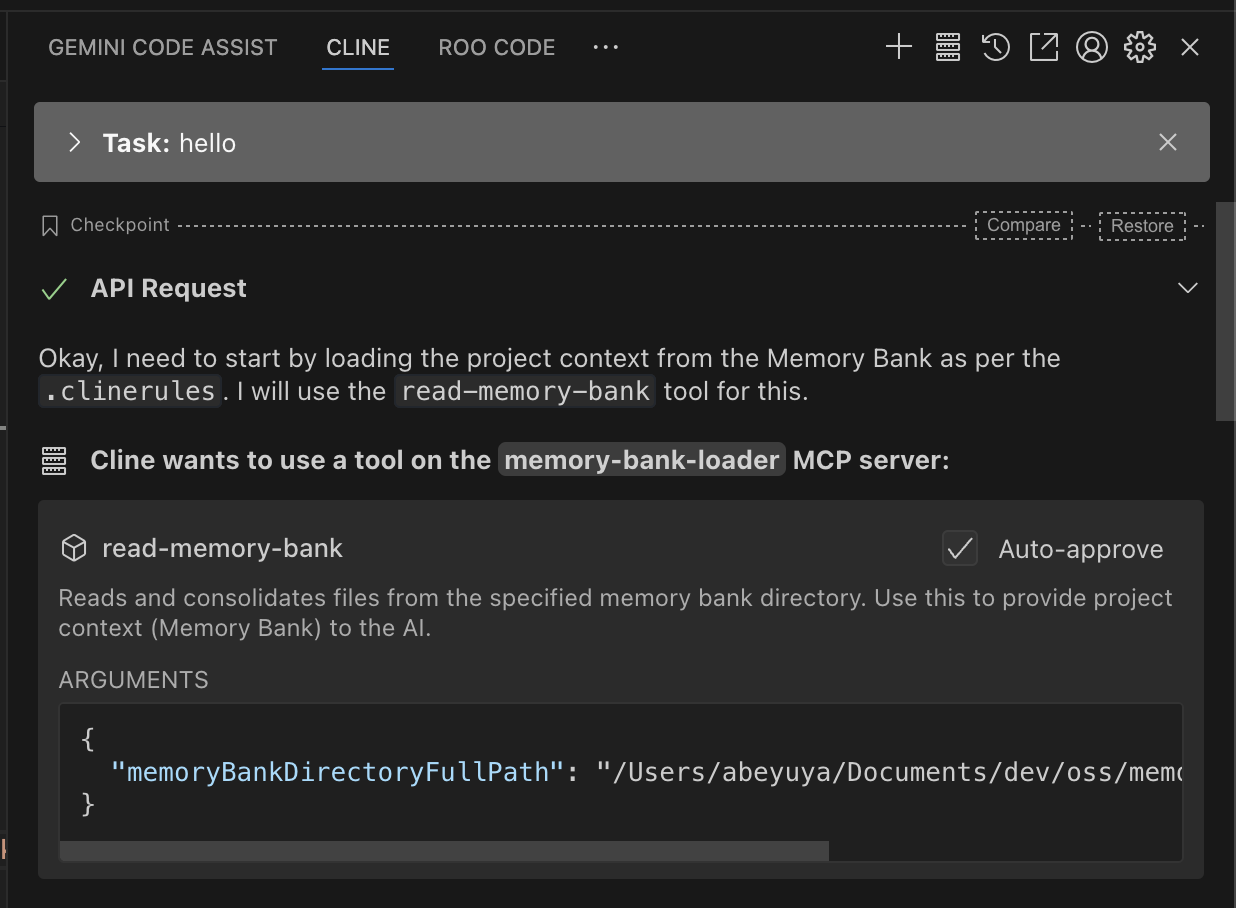 GEMINI CODE ASSIST CLINE ROO CODE ···
Task: hello
Checkpoint Compare Restore
API Request
Okay, I need to start by loading the project context from the Memory Bank as per the
.clinerules. I will use the read-memory-bank tool for this.
Cline wants to use a tool on the memory-bank-loader MCP server:
read-memory-bank Auto-approve
Reads and consolidates files from the specified memory bank directory. Use this to provide project
context (Memory Bank) to the AI.
ARGUMENTS
{
"memoryBankDirectoryFullPath": "/Users/abeyuya/Documents/dev/oss/mem
}